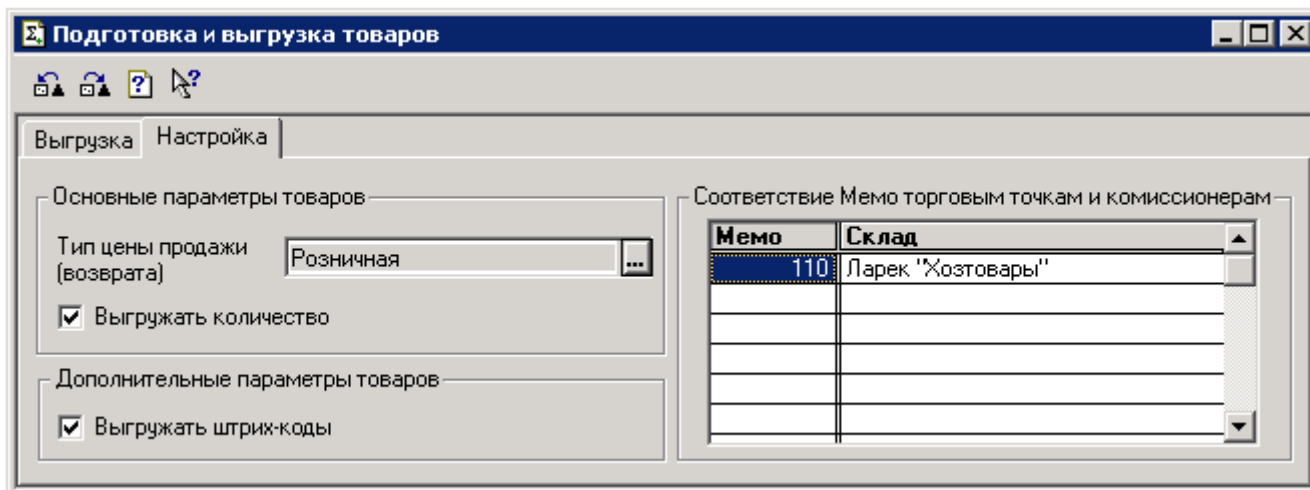 Подготовка и выгрузка товаров
Выгрузка
Настройка
Основные параметры товаров
Тип цены продажи
(возврата)
Розничная
...
Выгружать количество
Дополнительные параметры товаров
Выгружать штрих-коды
Соответствие Мемо торговым точкам и комиссионерам
Мемо Склад
110 Ларек "Хозтовары"